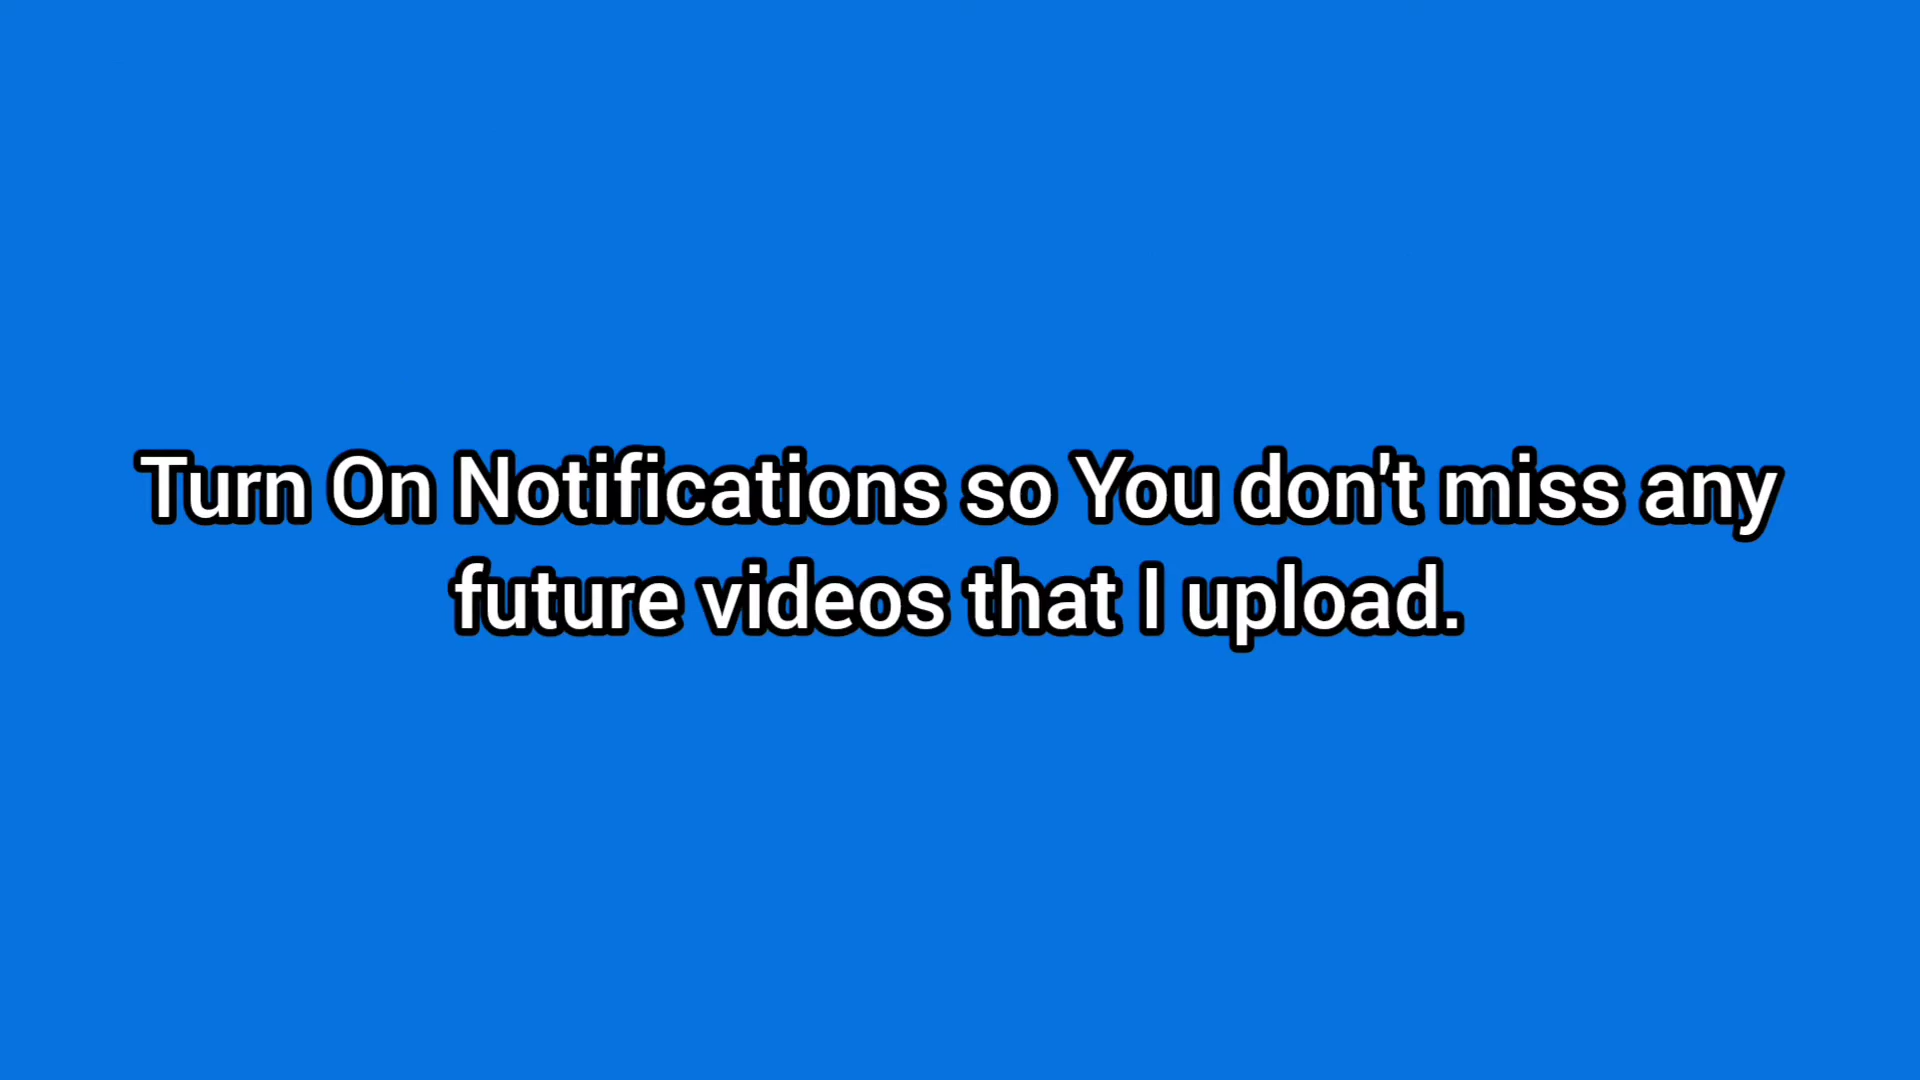 Turn On Notifications so You don't miss any
future videos that I upload.